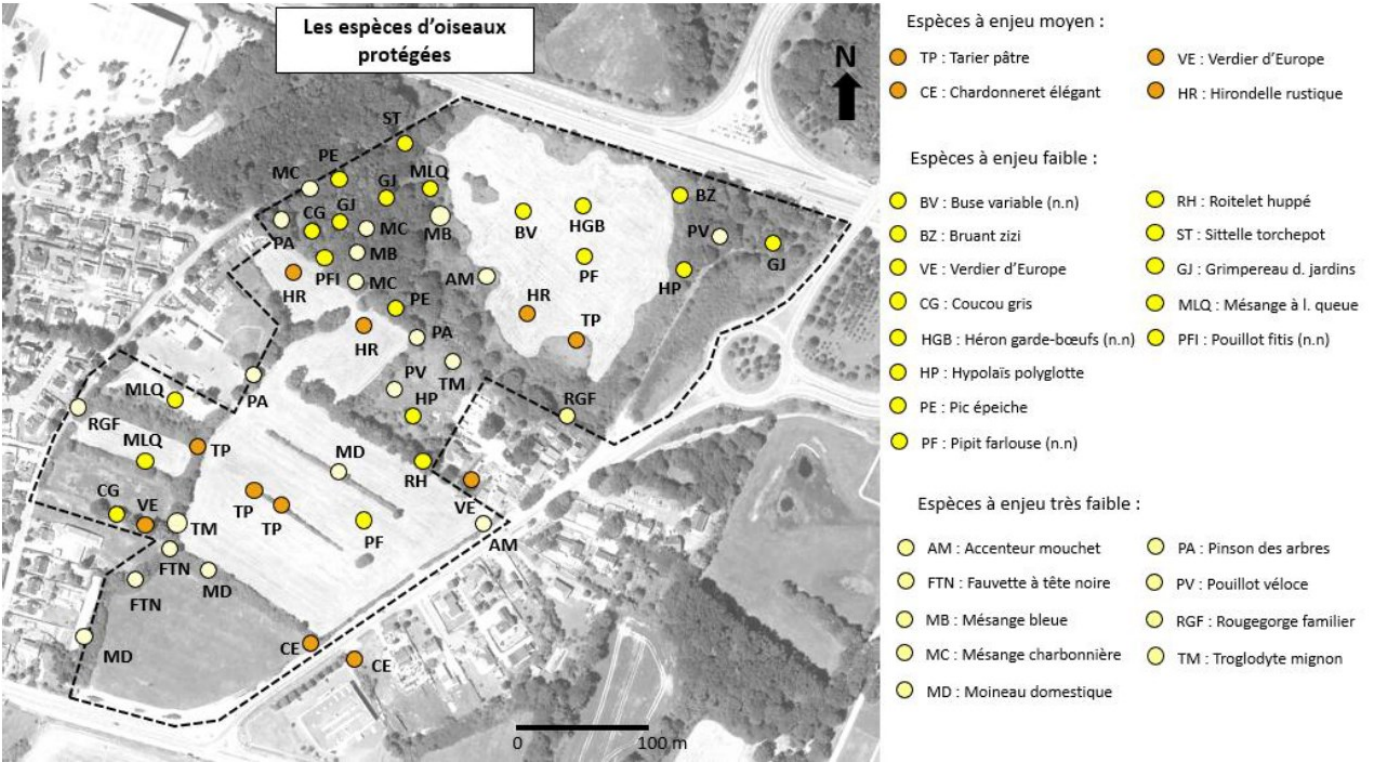 Les espèces d'oiseaux
protégées
N
ST
PE
MC
GJ
MLQ
CG
GJ
MC
MB
PA
MB
PFI
MC
HR
PE
AM
BV
HGB
BZ
PV
PF
GJ
HP
HR
TP
HR
PA
TM
PV
HP
RGF
PA
MLQ
RGF
MLQ
TP
MD
RH
VE
CG
VE
TM
TP
TP
PF
AM
FTN
FTN
MD
MD
CE
CE
0 100 m
Espèces à enjeu moyen :
TP : Tarier pâtre
VE : Verdier d'Europe
CE : Chardonneret élégant
HR : Hirondelle rustique
Espèces à enjeu faible :
BV : Buse variable (n.n)
RH : Roitelet huppé
BZ : Bruant zizi
ST : Sittelle torchepot
VE : Verdier d'Europe
GJ : Grimpereau d. jardins
CG : Coucou gris
MLQ : Mésange à l. queue
HGB : Héron garde-bœufs (n.n)
PFI : Pouillot fitis (n.n)
HP : Hypolaïs polyglotte
PE : Pic épeiche
PF : Pipit farlouse (n.n)
Espèces à enjeu très faible :
AM : Accenteur mouchet
PA : Pinson des arbres
FTN : Fauvette à tête noire
PV : Pouillot véloce
MB : Mésange bleue
RGF : Rougegorge familier
MC : Mésange charbonnière
TM : Troglodyte mignon
MD : Moineau domestique